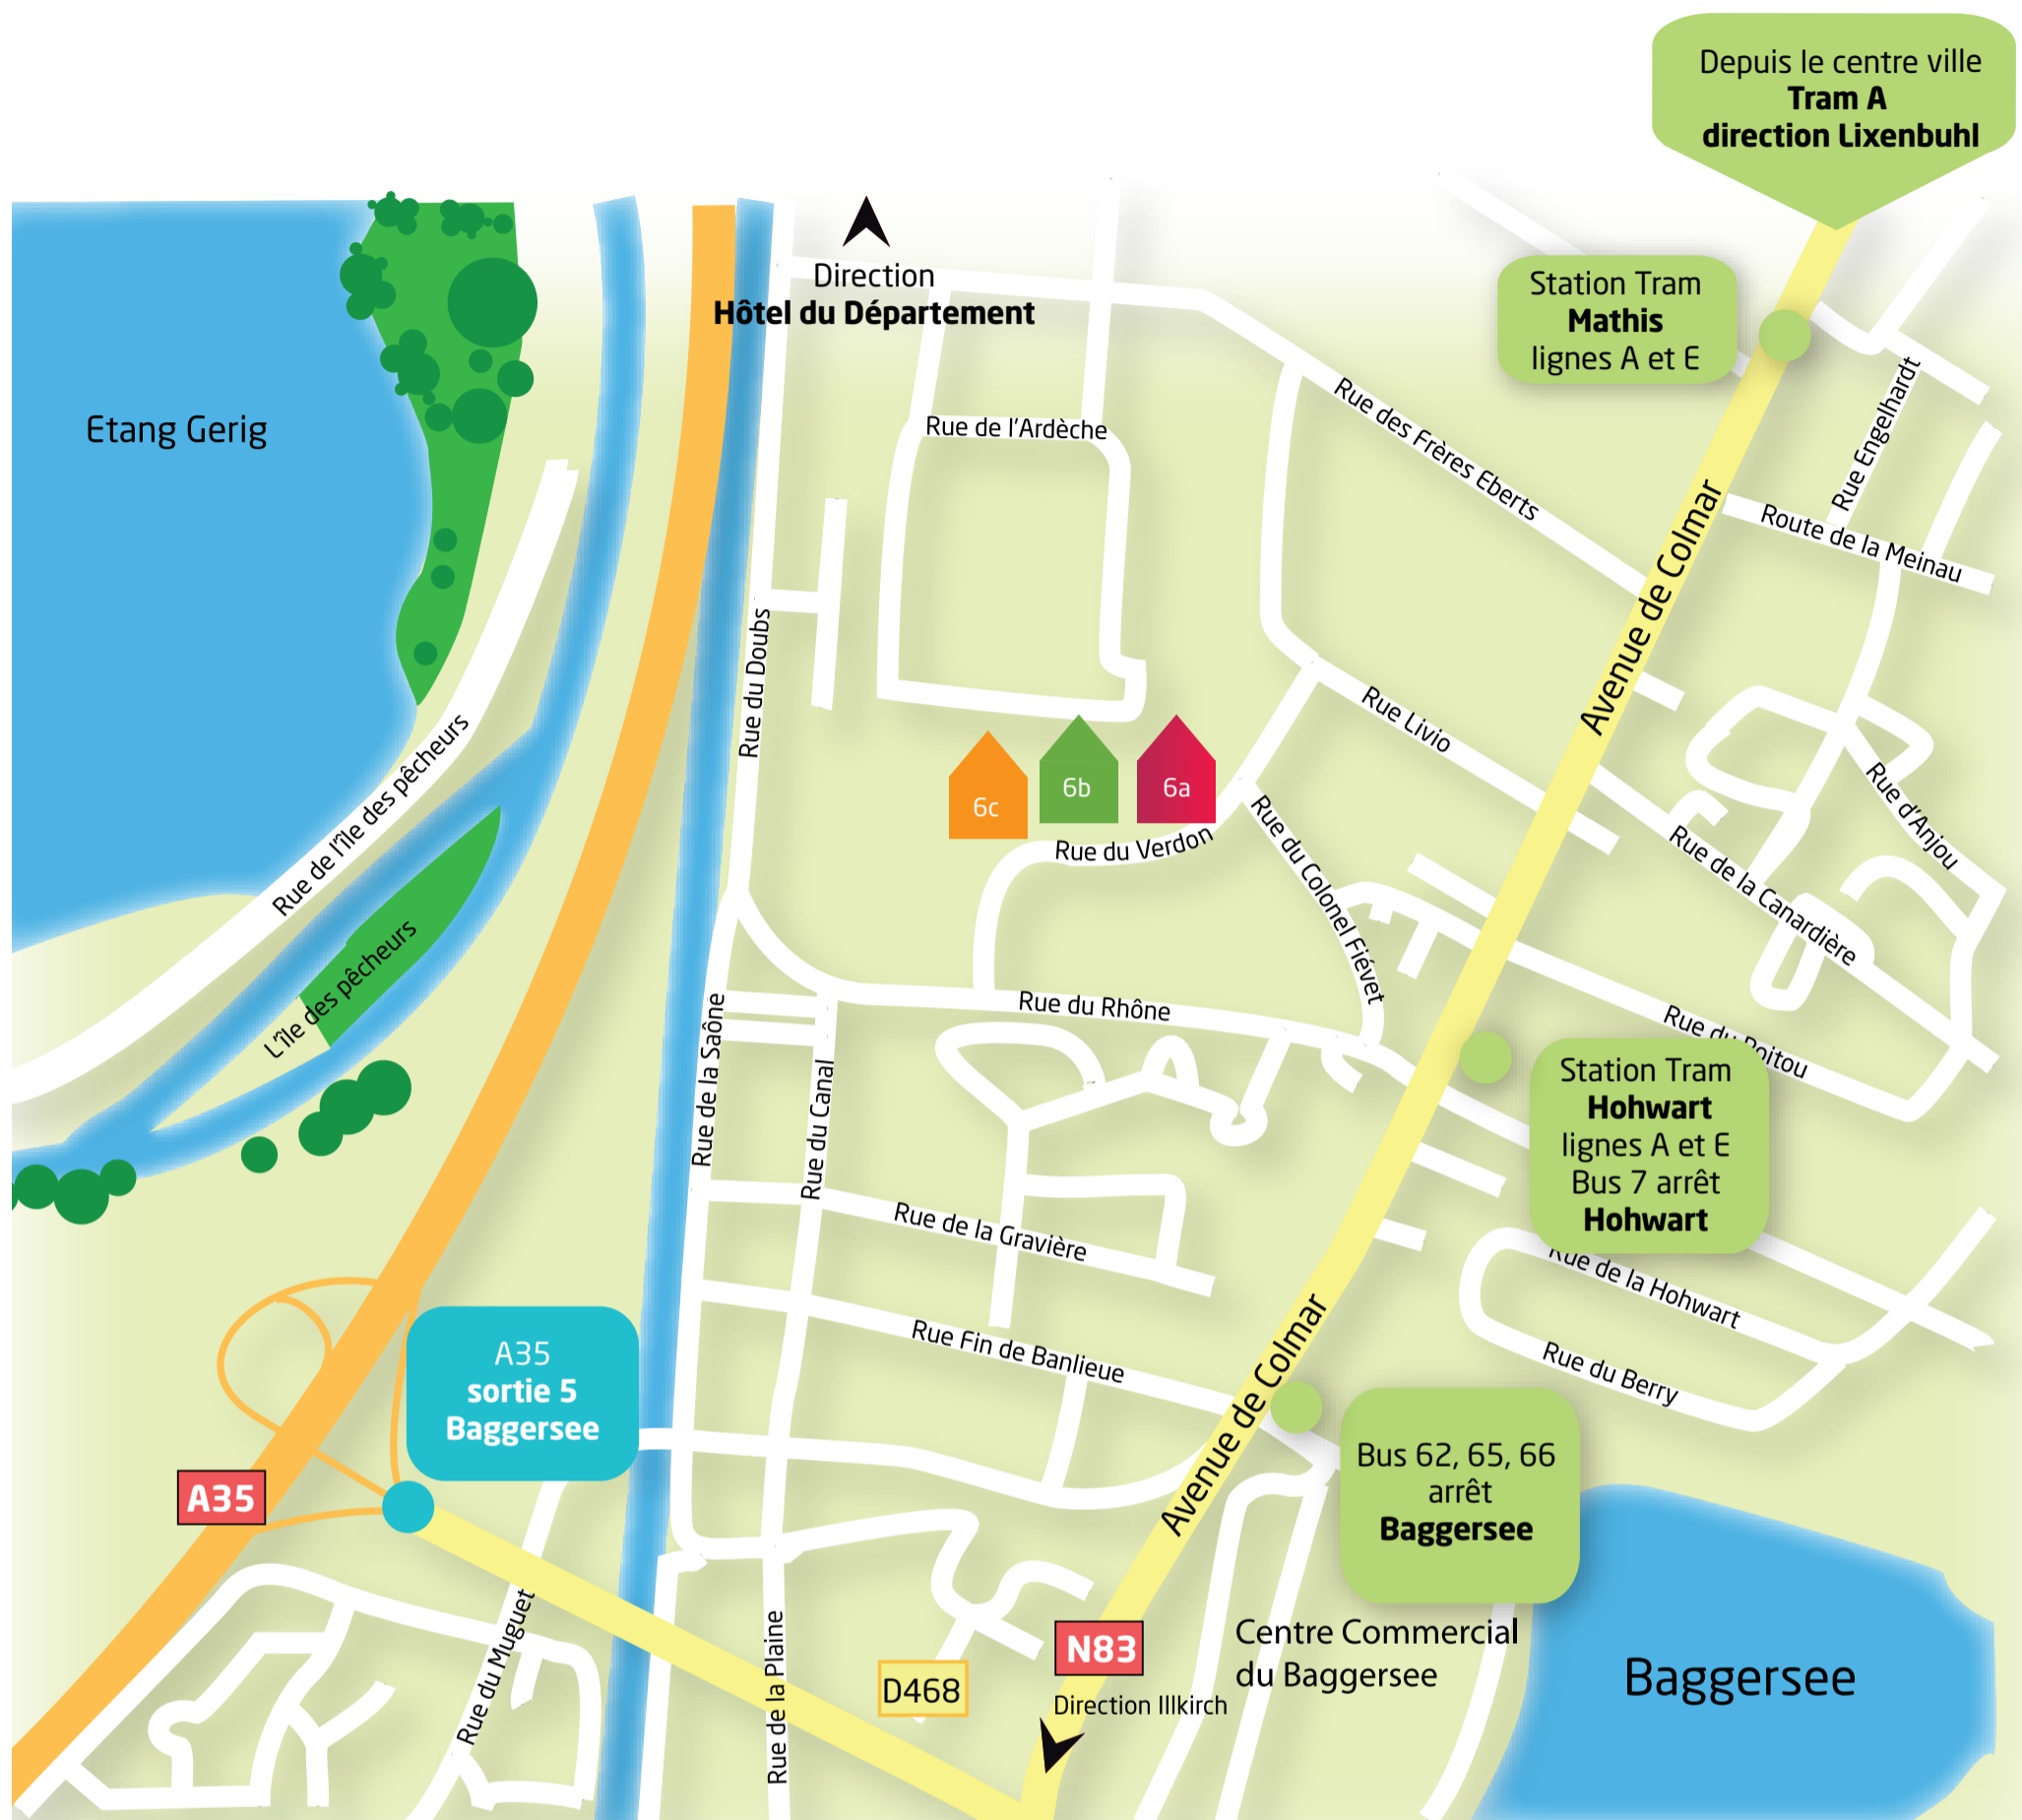 Depuis le centre ville
Tram A
direction Lixenbuhl
Direction
Hôtel du Département
Station Tram
Mathis
lignes A et E
Etang Gerig
Rue de l'Ardèche
Rue des Frères Eberts
Rue Engelhardt
Route de la Meinau
Avenue de Colmar
Rue du Doubs
Rue Livio
Rue de l'île des pêcheurs
6c
6b
6a
Rue du Verdon
Rue du Colonel Fiévet
Rue d'Anjou
Rue de la Canardière
L'île des pêcheurs
Rue du Rhône
Rue de la Saône
Rue du Canal
Rue du Poitou
Station Tram
Hohwart
lignes A et E
Bus 7 arrêt
Hohwart
Rue de la Gravière
Rue de la Hohwart
Rue Fin de Banlieue
Rue du Berry
Avenue de Colmar
A35
sortie 5
Baggersee
A35
Bus 62, 65, 66
arrêt
Baggersee
Rue du Muguet
Rue de la Plaine
D468
N83
Direction Illkirch
Centre Commercial
du Baggersee
Baggersee